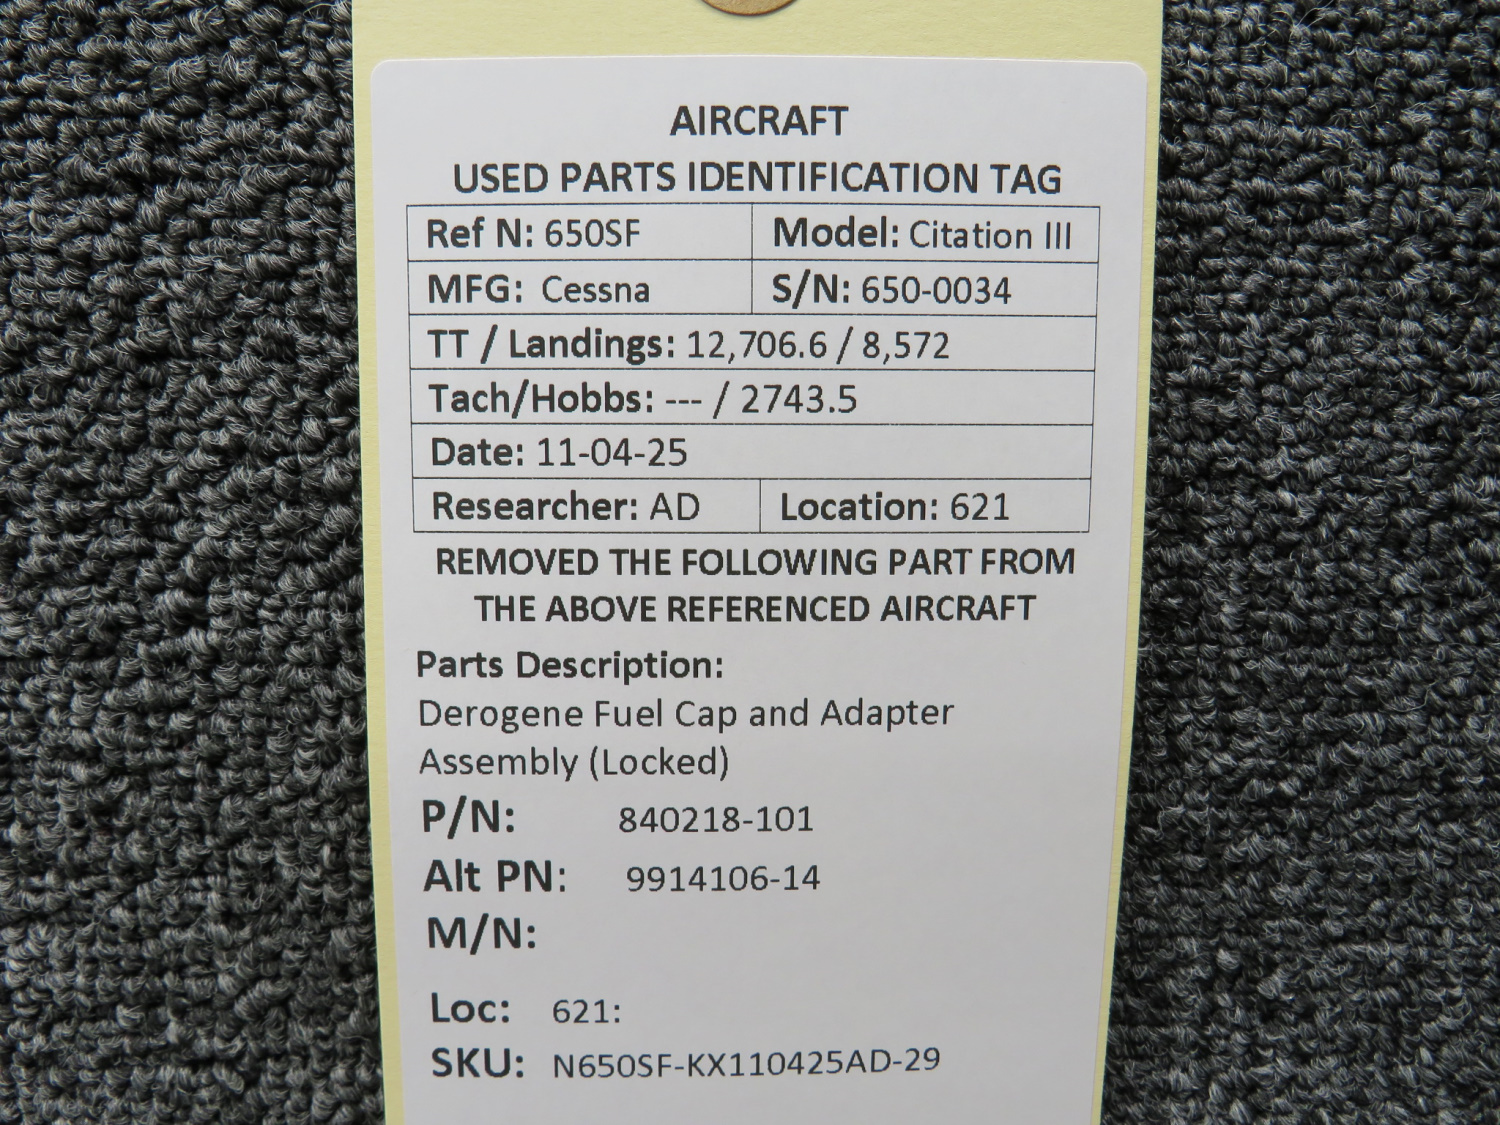 AIRCRAFT
USED PARTS IDENTIFICATION TAG
Ref N: 650SF Model: Citation III
MFG: Cessna S/N: 650-0034
TT / Landings: 12,706.6 / 8,572
Tach/Hobbs: --- / 2743.5
Date: 11-04-25
Researcher: AD Location: 621
REMOVED THE FOLLOWING PART FROM
THE ABOVE REFERENCED AIRCRAFT
Parts Description:
Derogene Fuel Cap and Adapter
Assembly (Locked)
P/N: 840218-101
Alt PN: 9914106-14
M/N:
Loc: 621:
SKU: N650SF-KX110425AD-29